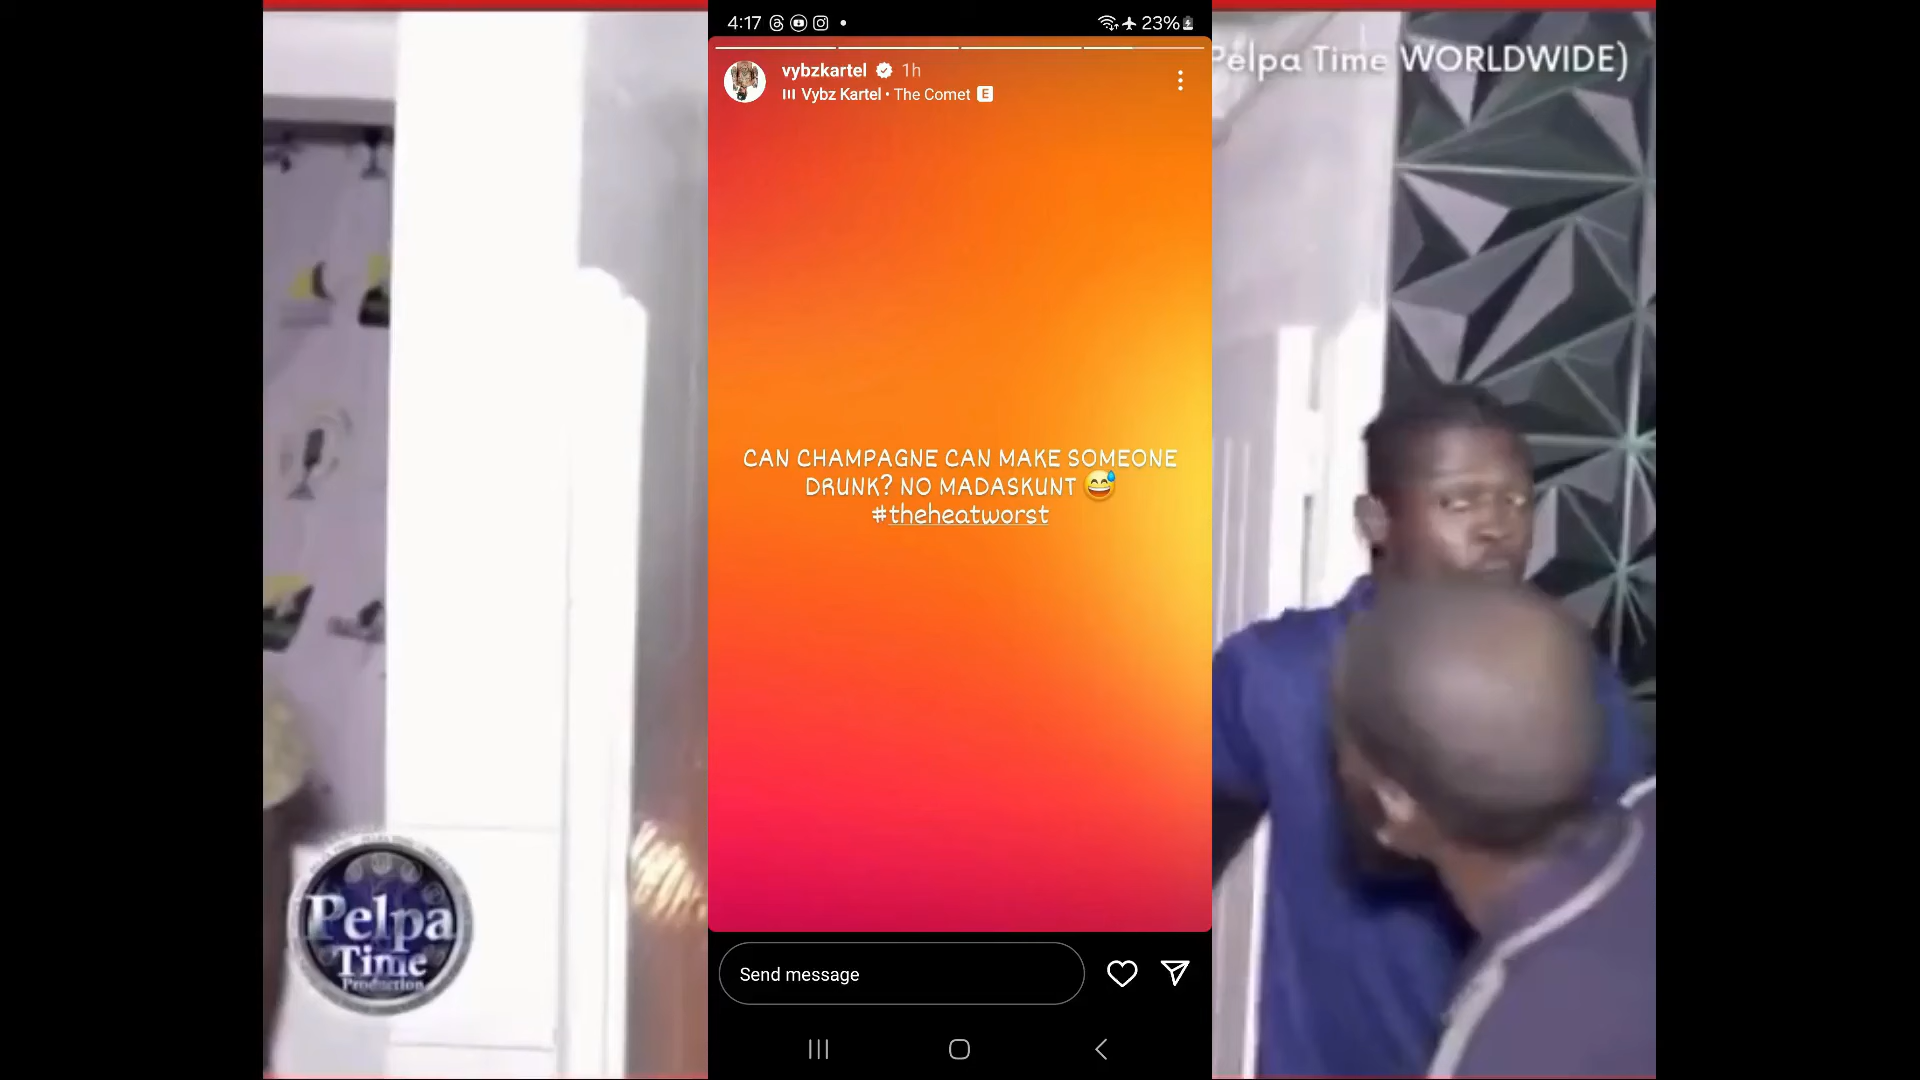 4:17
23%
Pelpa Time WORLDWIDE)
vybzkartel 1h
Vybz Kartel • The Comet E
CAN CHAMPAGNE CAN MAKE SOMEONE
DRUNK? NO MADASKUNT 😅
#theheatworst
Pelpa
Time
Production
Send message